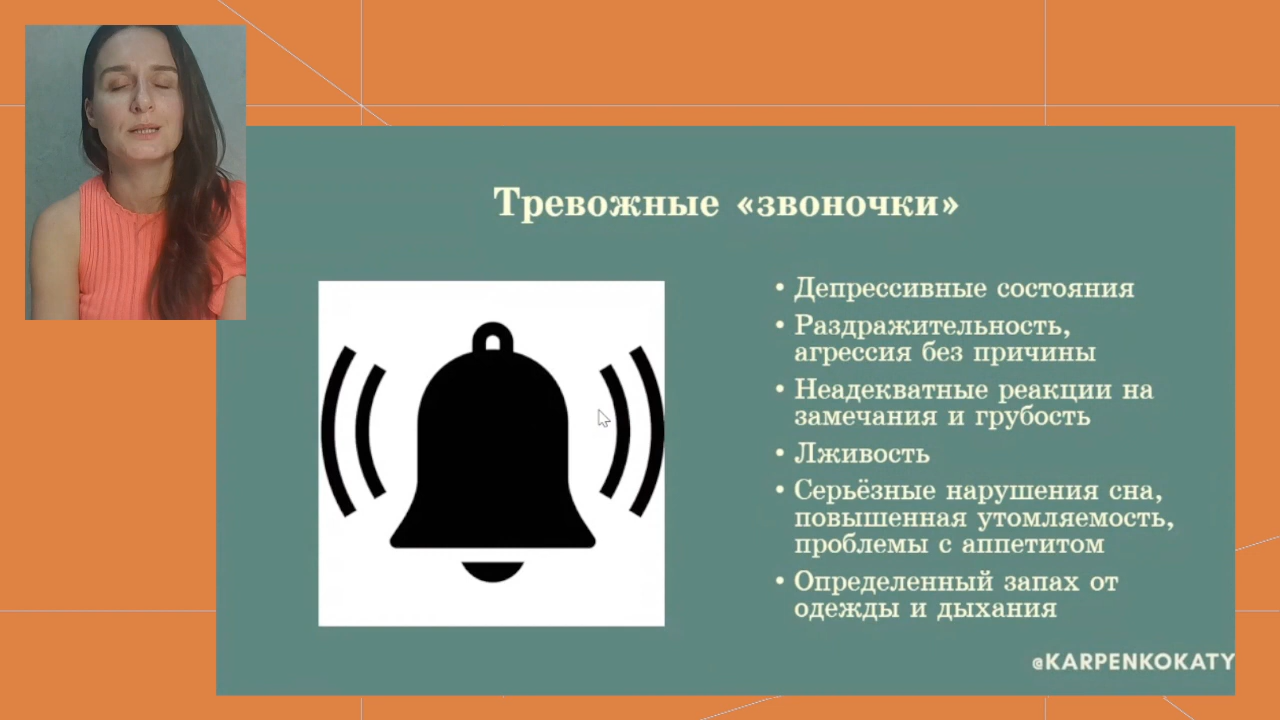 Тревожные «звоночки»
• Депрессивные состояния
• Раздражительность,
агрессия без причины
• Неадекватные реакции на
замечания и грубость
• Лживость
• Серьёзные нарушения сна,
повышенная утомляемость,
проблемы с аппетитом
• Определенный запах от
одежды и дыхания
@KARPENKOKATY